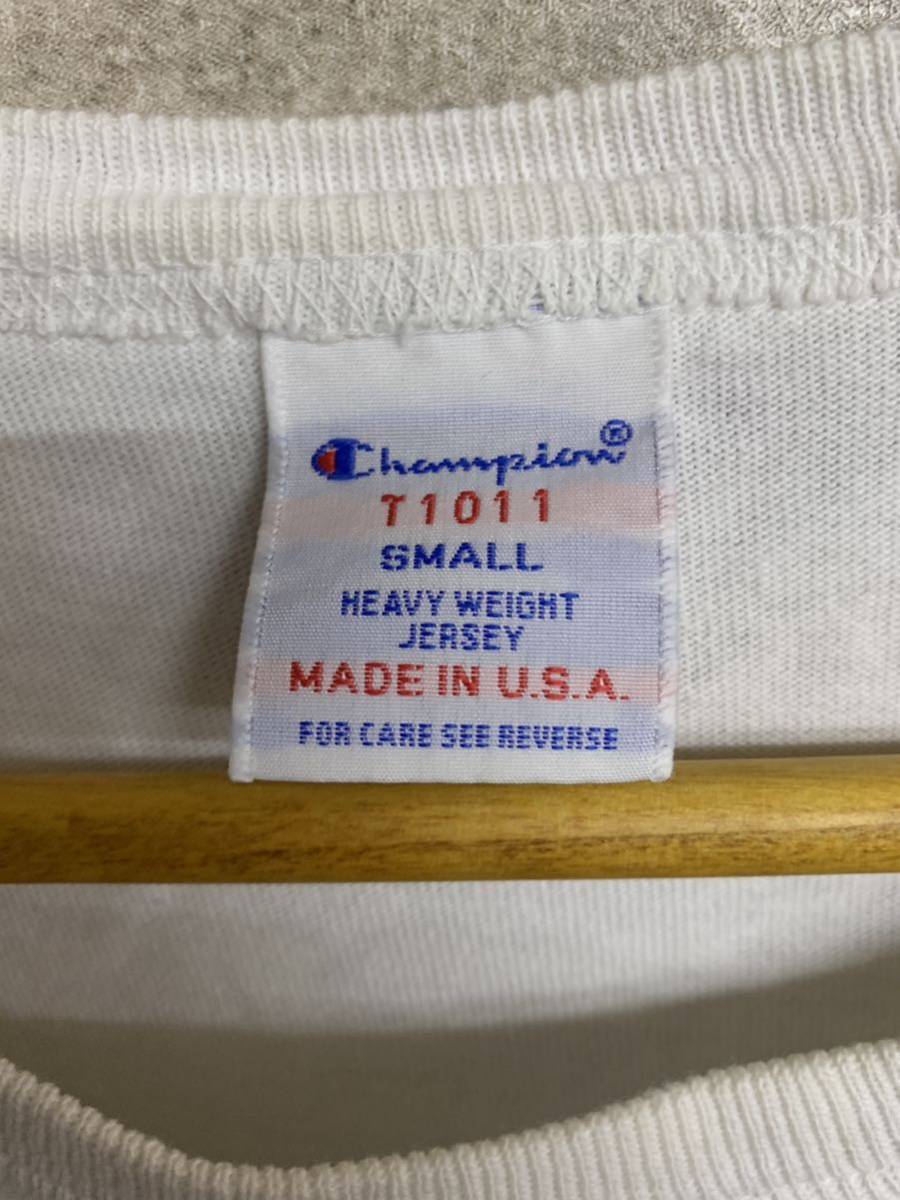 Champion®
T1011
SMALL
HEAVY WEIGHT
JERSEY
MADE IN U.S.A.
FOR CARE SEE REVERSE